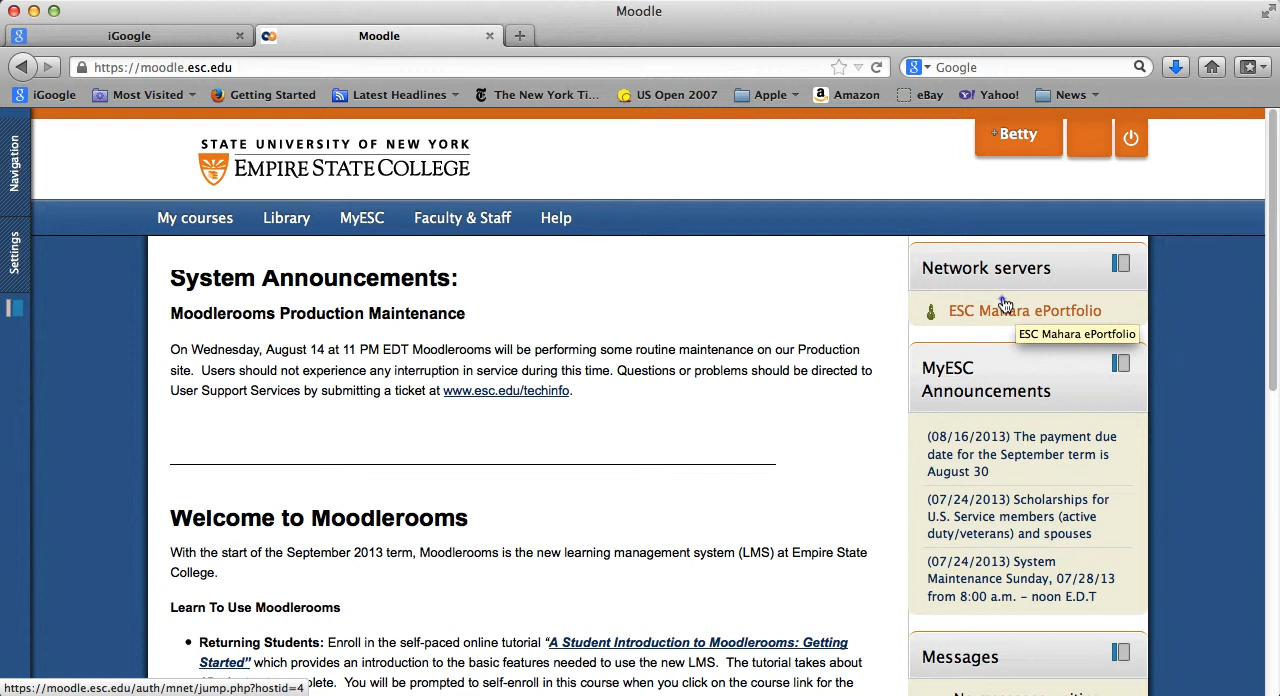 Moodle
iGoogle
Moodle
https://moodle.esc.edu
Google
iGoogle
Most Visited
Getting Started
Latest Headlines
The New York Ti...
US Open 2007
Apple
Amazon
eBay
Yahoo!
News
Navigation
Settings
STATE UNIVERSITY OF NEW YORK
EMPIRE STATE COLLEGE
+Betty
My courses
Library
MyESC
Faculty & Staff
Help
System Announcements:
Moodlerooms Production Maintenance
On Wednesday, August 14 at 11 PM EDT Moodlerooms will be performing some routine maintenance on our Production
site. Users should not experience any interruption in service during this time. Questions or problems should be directed to
User Support Services by submitting a ticket at www.esc.edu/techinfo.
Welcome to Moodlerooms
With the start of the September 2013 term, Moodlerooms is the new learning management system (LMS) at Empire State
College.
Learn To Use Moodlerooms
• Returning Students: Enroll in the self-paced online tutorial “A Student Introduction to Moodlerooms: Getting
Started” which provides an introduction to the basic features needed to use the new LMS. The tutorial takes about
plete. You will be prompted to self-enroll in this course when you click on the course link for the
Network servers
ESC Mahara ePortfolio
ESC Mahara ePortfolio
MyESC
Announcements
(08/16/2013) The payment due
date for the September term is
August 30
(07/24/2013) Scholarships for
U.S. Service members (active
duty/veterans) and spouses
(07/24/2013) System
Maintenance Sunday, 07/28/13
from 8:00 a.m. – noon E.D.T
Messages
https://moodle.esc.edu/auth/mnet/jump.php?hostid=4